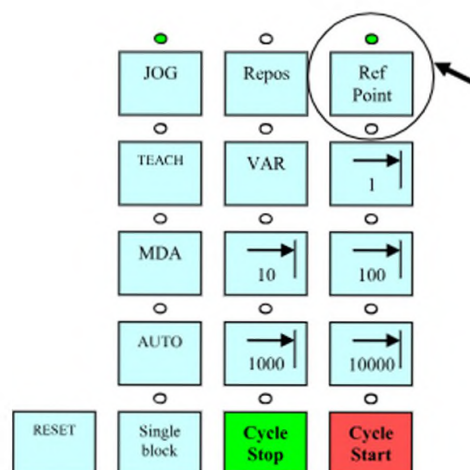 JOG
Repos
Ref
Point
TEACH
VAR
1
MDA
10
100
AUTO
1000
10000
RESET
Single
block
Cycle
Stop
Cycle
Start